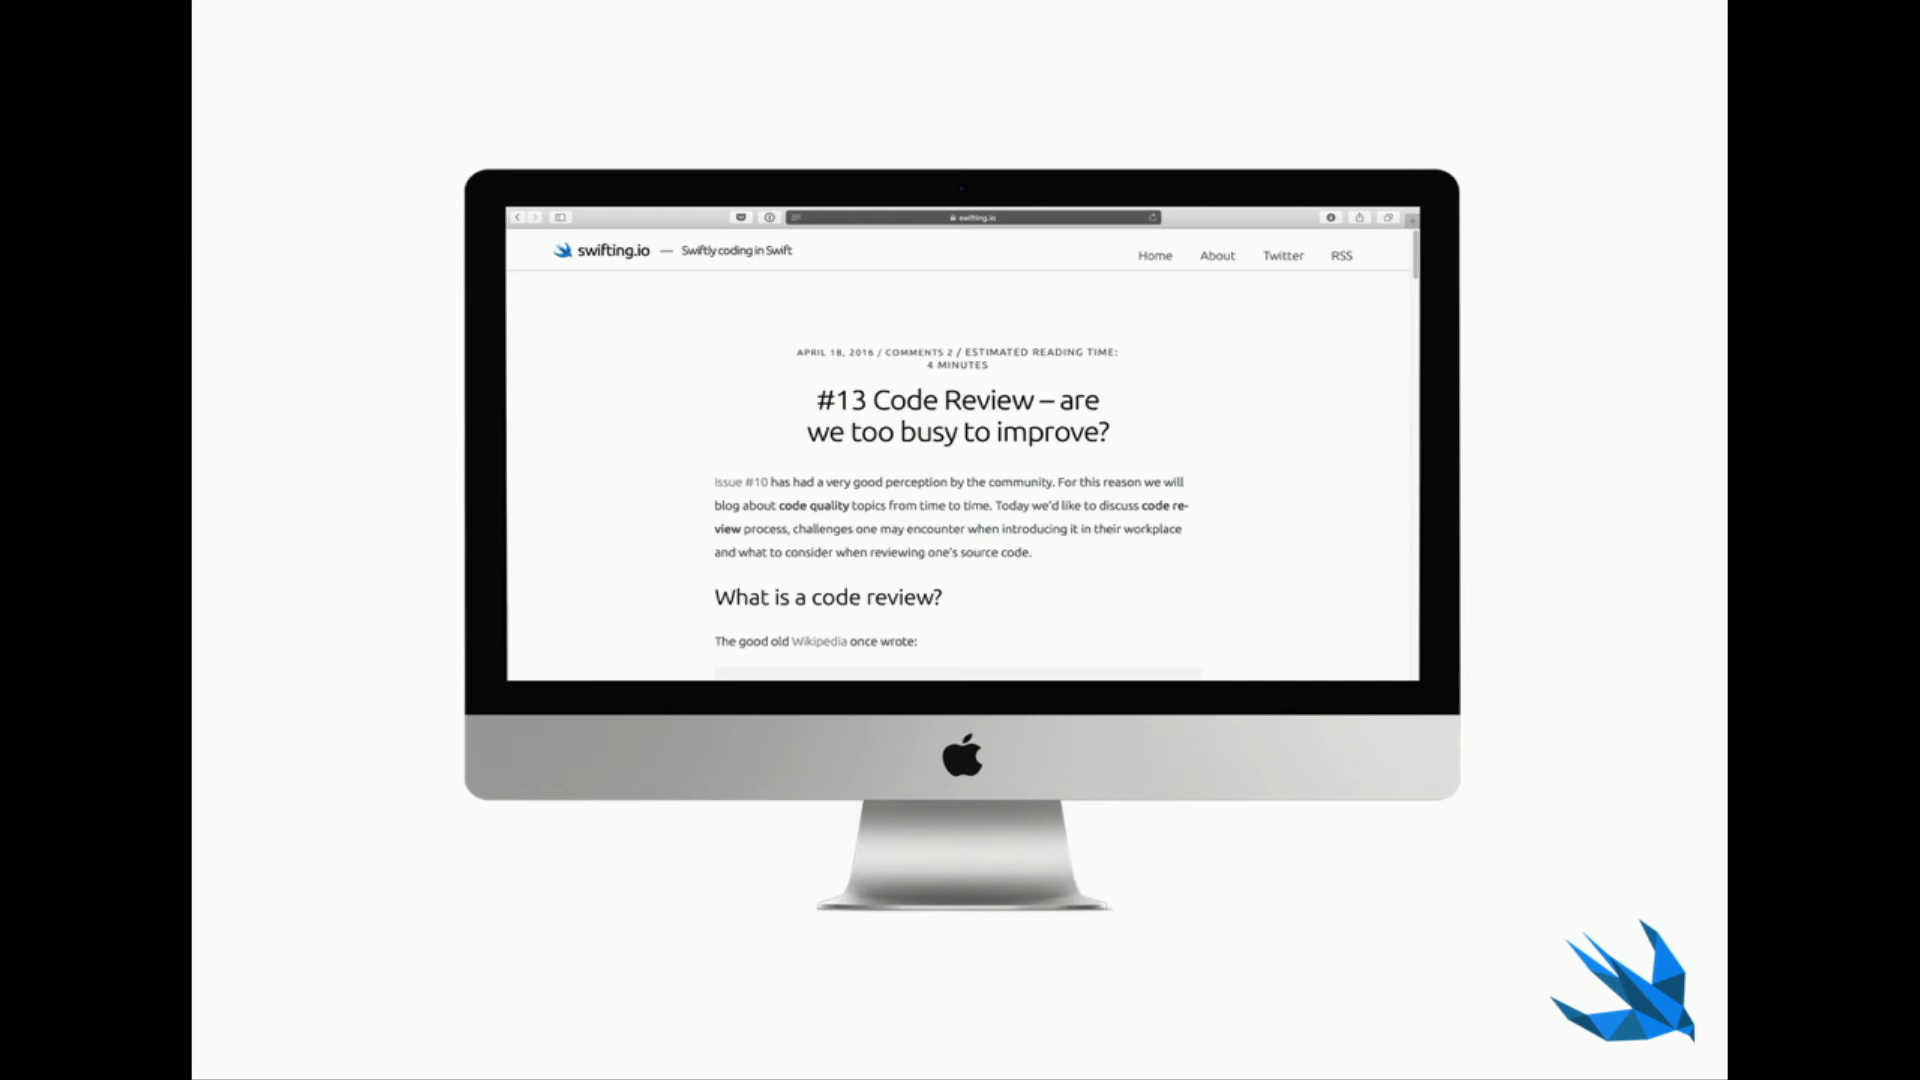 swifting.io
swifting.io — Swiftly coding in Swift
Home About Twitter RSS
APRIL 18, 2016 / COMMENTS 2 / ESTIMATED READING TIME:
4 MINUTES
#13 Code Review – are
we too busy to improve?
Issue #10 has had a very good perception by the community. For this reason we will
blog about code quality topics from time to time. Today we'd like to discuss code re-
view process, challenges one may encounter when introducing it in their workplace
and what to consider when reviewing one's source code.
What is a code review?
The good old Wikipedia once wrote: